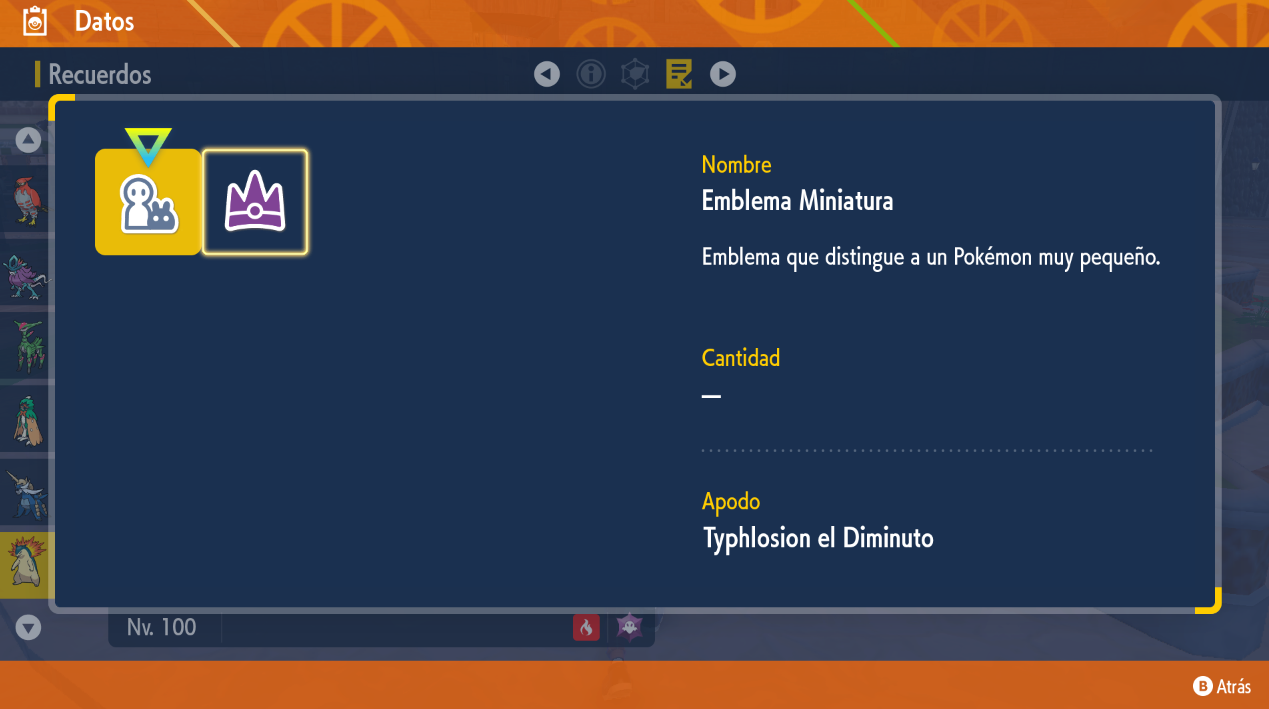 Datos
Recuerdos
Nombre
Emblema Miniatura
Emblema que distingue a un Pokémon muy pequeño.
Cantidad
—
Apodo
Typhlosion el Diminuto
Nv. 100
B Atrás